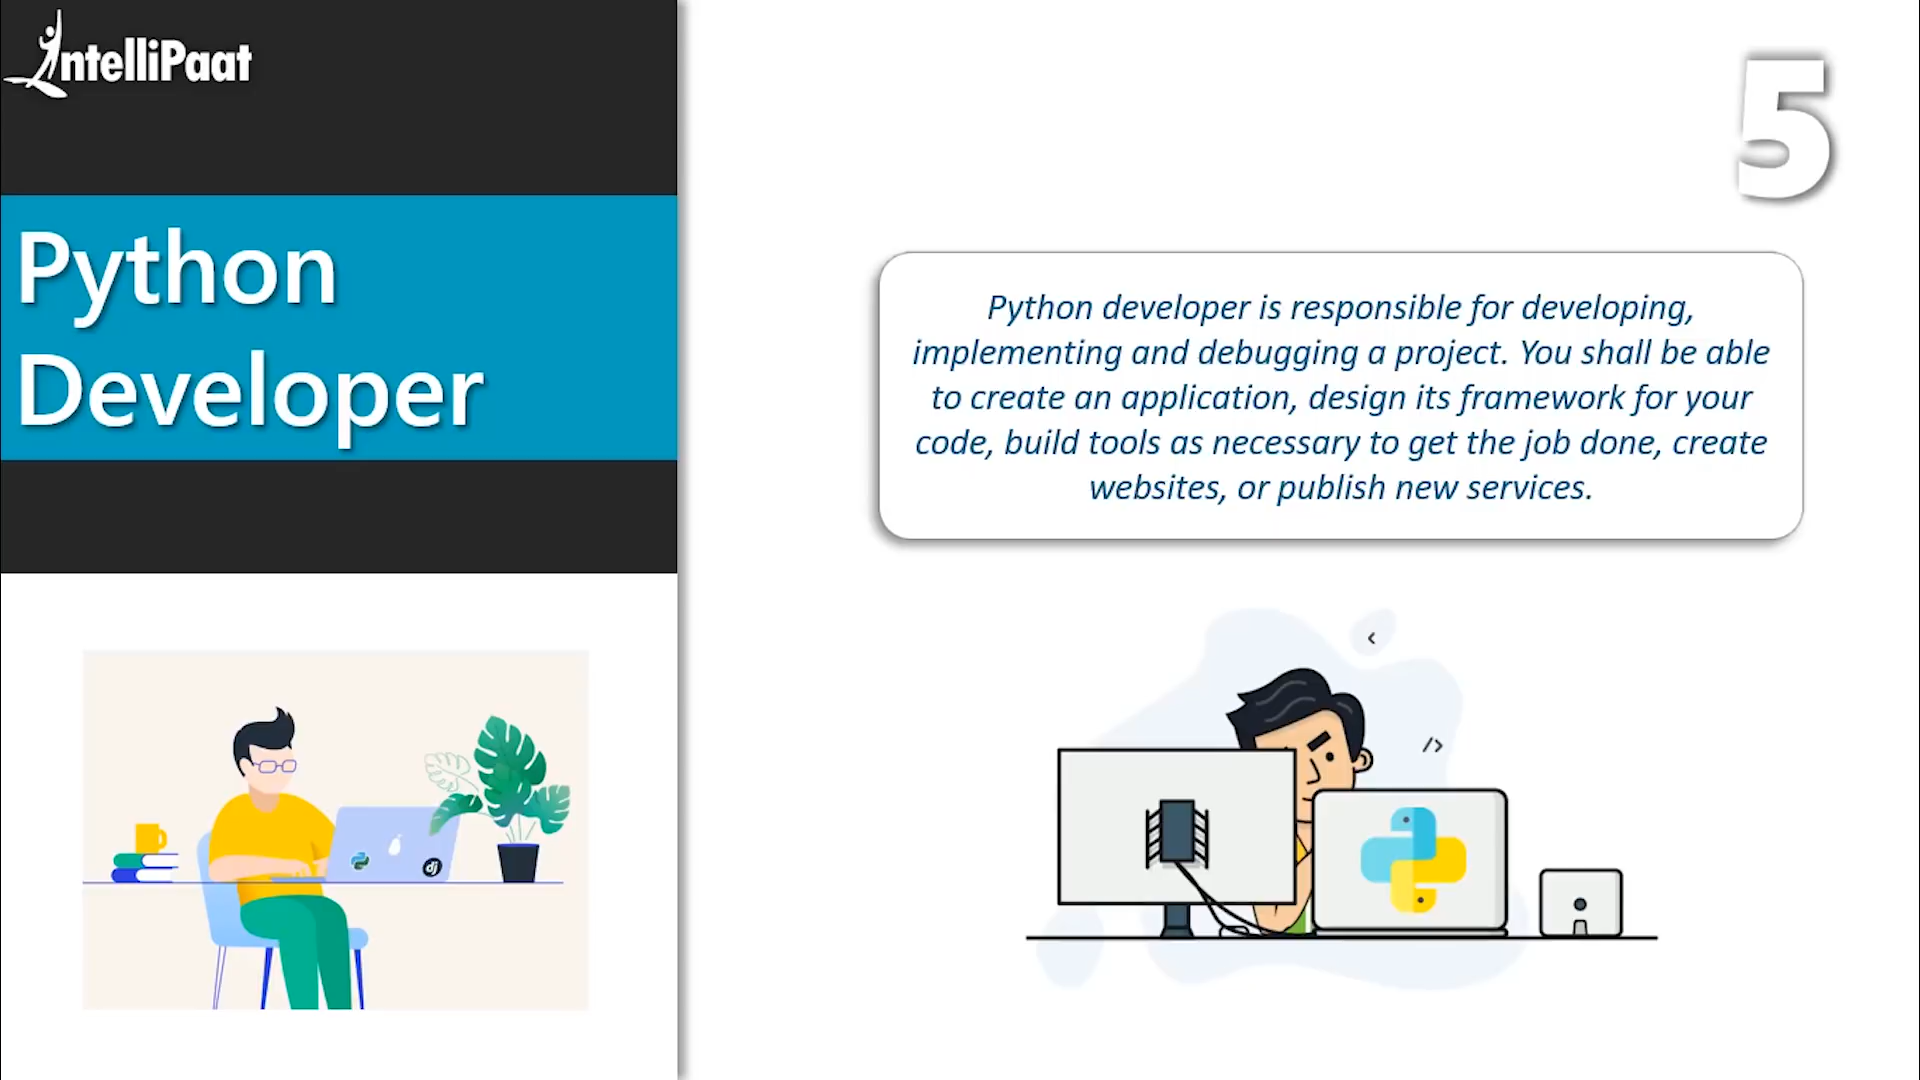 IntelliPaat
Python
Developer
5
Python developer is responsible for developing,
implementing and debugging a project. You shall be able
to create an application, design its framework for your
code, build tools as necessary to get the job done, create
websites, or publish new services.
<
/>
dj